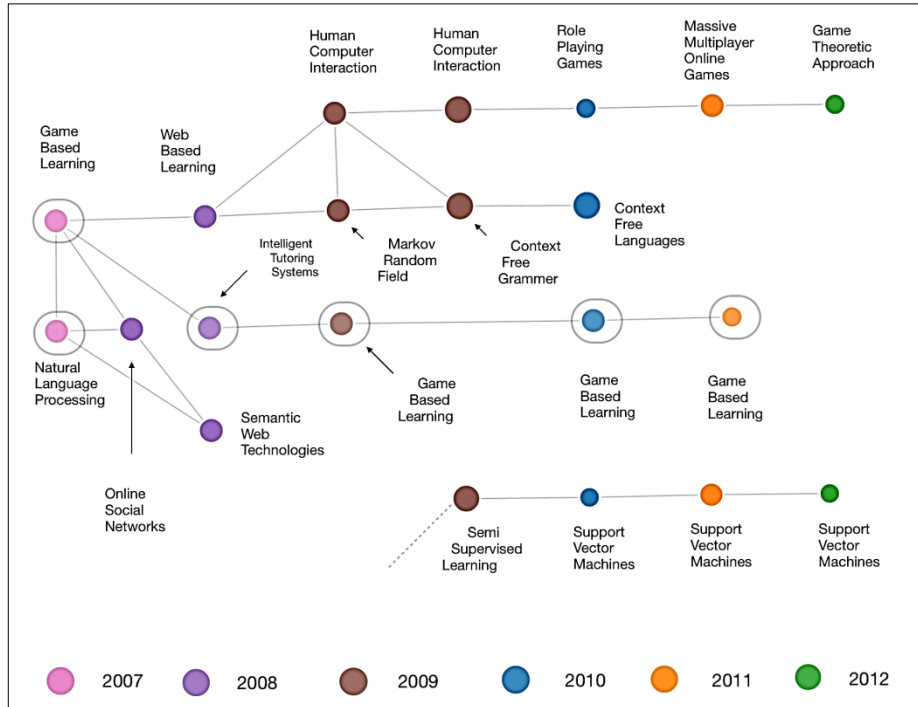 Human
Computer
Interaction
Human
Computer
Interaction
Role
Playing
Games
Massive
Multiplayer
Online
Games
Game
Theoretic
Approach
Game
Based
Learning
Web
Based
Learning
Intelligent
Tutoring
Systems
Markov
Random
Field
Context
Free
Grammer
Context
Free
Languages
Natural
Language
Processing
Semantic
Web
Technologies
Game
Based
Learning
Game
Based
Learning
Game
Based
Learning
Online
Social
Networks
Semi
Supervised
Learning
Support
Vector
Machines
Support
Vector
Machines
Support
Vector
Machines
2007
2008
2009
2010
2011
2012